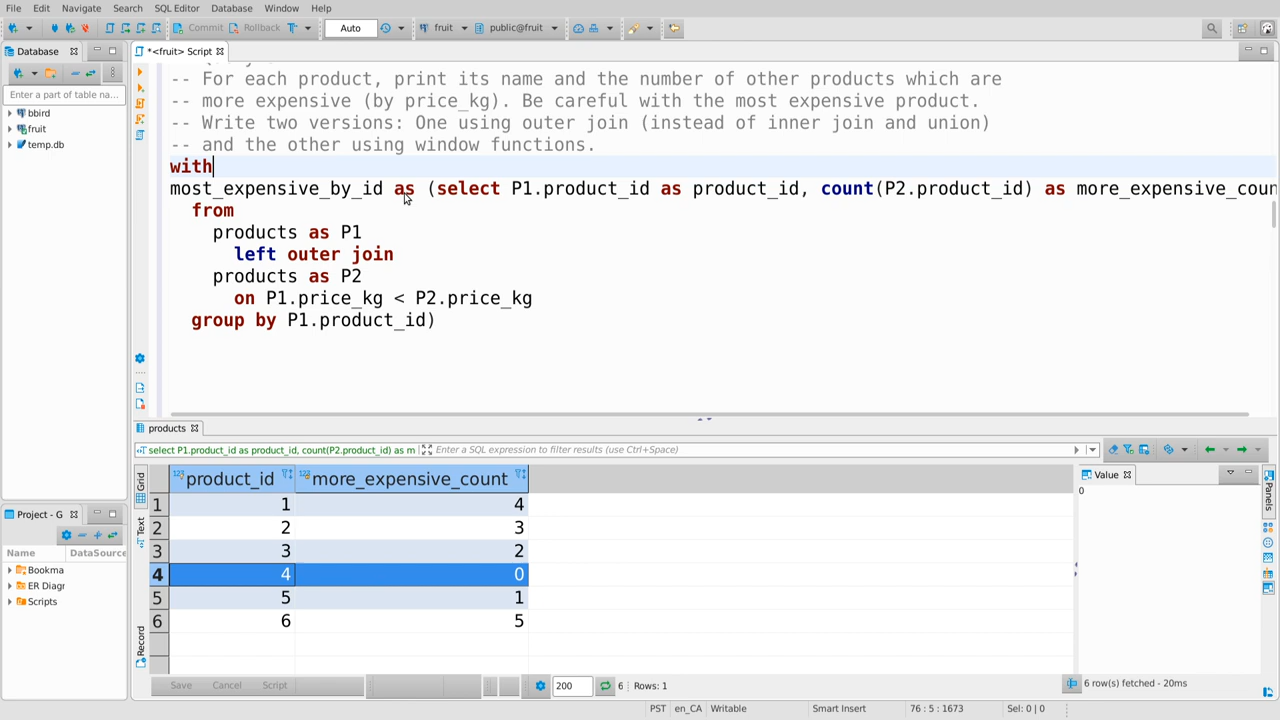 File Edit Navigate Search SQL Editor Database Window Help
Commit Rollback Auto fruit public@fruit
Database *<fruit> Script
Enter a part of table na...
bbird
fruit
temp.db
-- For each product, print its name and the number of other products which are
-- more expensive (by price_kg). Be careful with the most expensive product.
-- Write two versions: One using outer join (instead of inner join and union)
-- and the other using window functions.
with
most_expensive_by_id as (select P1.product_id as product_id, count(P2.product_id) as more_expensive_coun
from
products as P1
left outer join
products as P2
on P1.price_kg < P2.price_kg
group by P1.product_id)
products
select P1.product_id as product_id, count(P2.product_id) as m Enter a SQL expression to filter results (use Ctrl+Space)
Grid
Text
Record
product_id more_expensive_count
1 1 4
2 2 3
3 3 2
4 4 0
5 5 1
6 6 5
Value
0
Panels
Project - G
Name DataSource
Bookma
ER Diagr
Scripts
Save Cancel Script 200 6 Rows: 1 6 row(s) fetched - 20ms
PST en_CA Writable Smart Insert 76 : 5 : 1673 Sel: 0 | 0